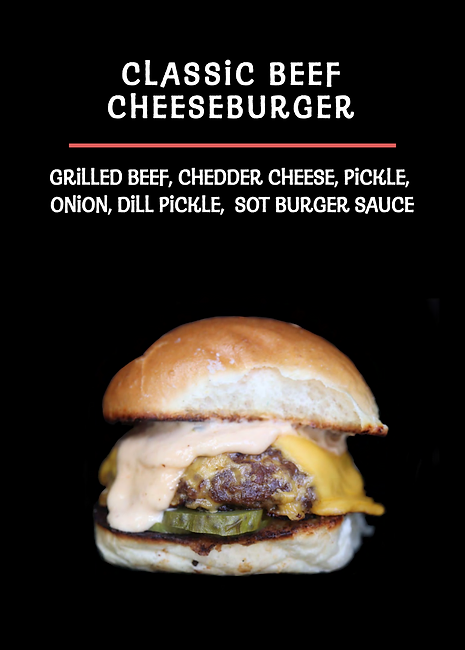 CLASSiC BEEF
CHEESEBURGER
GRiLLED BEEF, CHEDDER CHEESE, PiCKLE,
ONiON, DiLL PiCKLE, SOT BURGER SAUCE